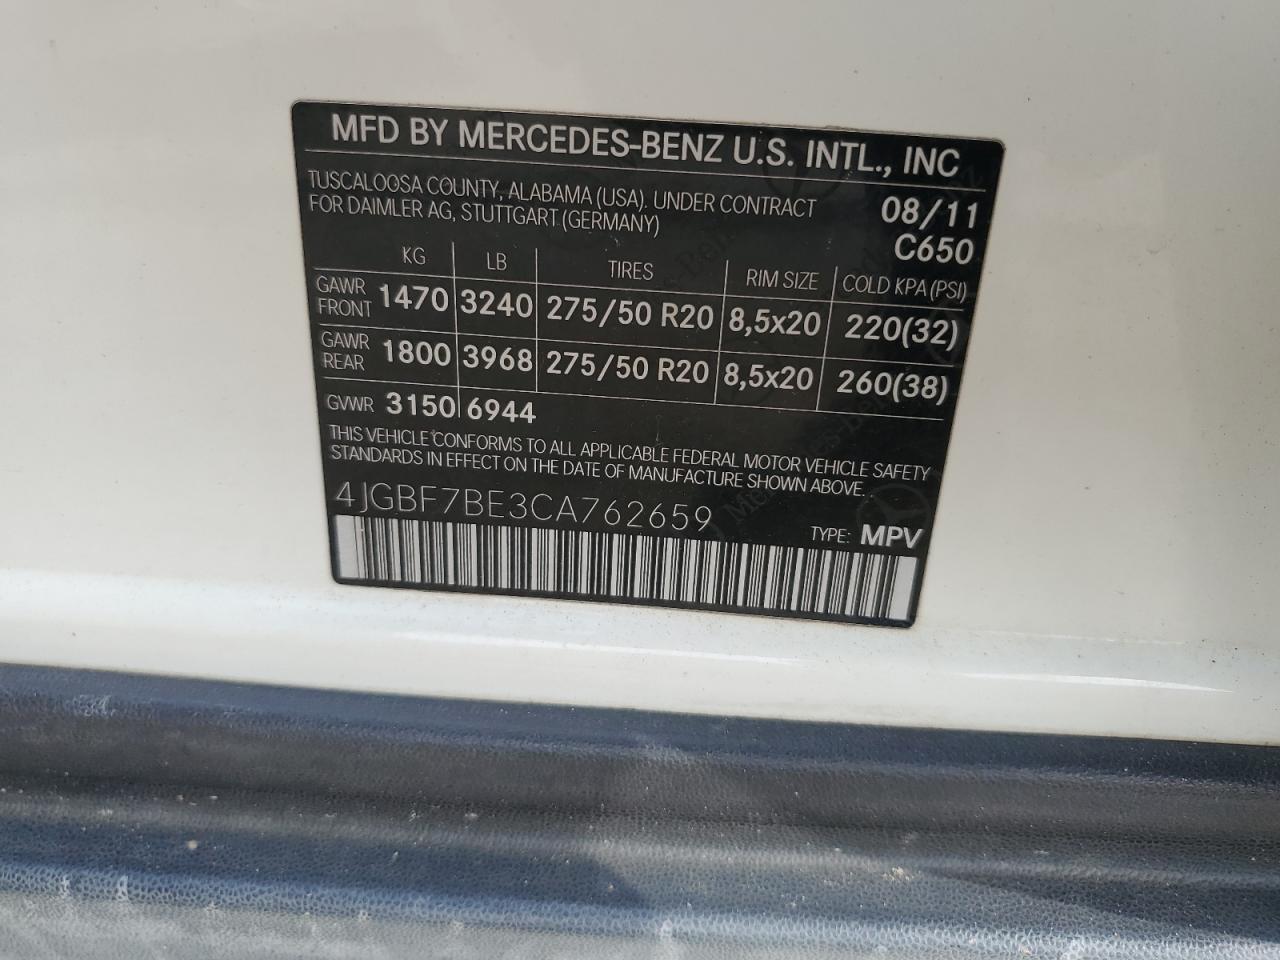 MFD BY MERCEDES-BENZ U.S. INTL., INC
TUSCALOOSA COUNTY, ALABAMA (USA). UNDER CONTRACT
FOR DAIMLER AG, STUTTGART (GERMANY)
08/11
C650
KG LB TIRES RIM SIZE COLD KPA (PSI)
GAWR FRONT 1470 3240 275/50 R20 8,5x20 220(32)
GAWR REAR 1800 3968 275/50 R20 8,5x20 260(38)
GVWR 3150 6944
THIS VEHICLE CONFORMS TO ALL APPLICABLE FEDERAL MOTOR VEHICLE SAFETY
STANDARDS IN EFFECT ON THE DATE OF MANUFACTURE SHOWN ABOVE.
4JGBF7BE3CA762659
TYPE: MPV